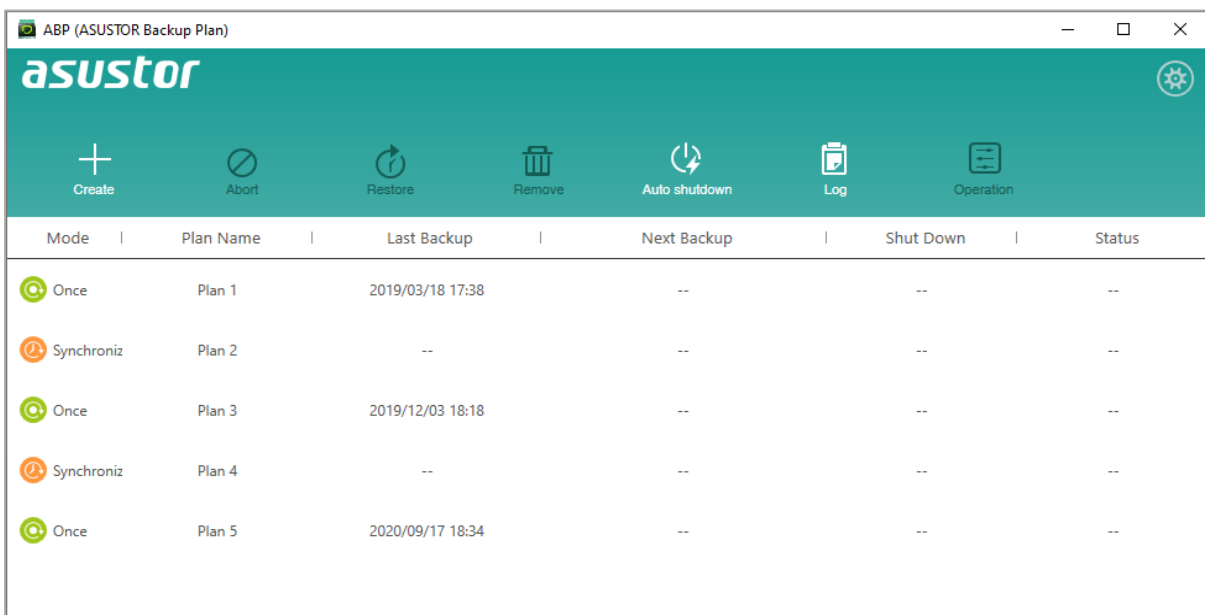 ABP (ASUSTOR Backup Plan)
asustor
Create Abort Restore Remove Auto shutdown Log Operation
Mode Plan Name Last Backup Next Backup Shut Down Status
Once Plan 1 2019/03/18 17:38 -- -- --
Synchroniz Plan 2 -- -- -- --
Once Plan 3 2019/12/03 18:18 -- -- --
Synchroniz Plan 4 -- -- -- --
Once Plan 5 2020/09/17 18:34 -- -- --